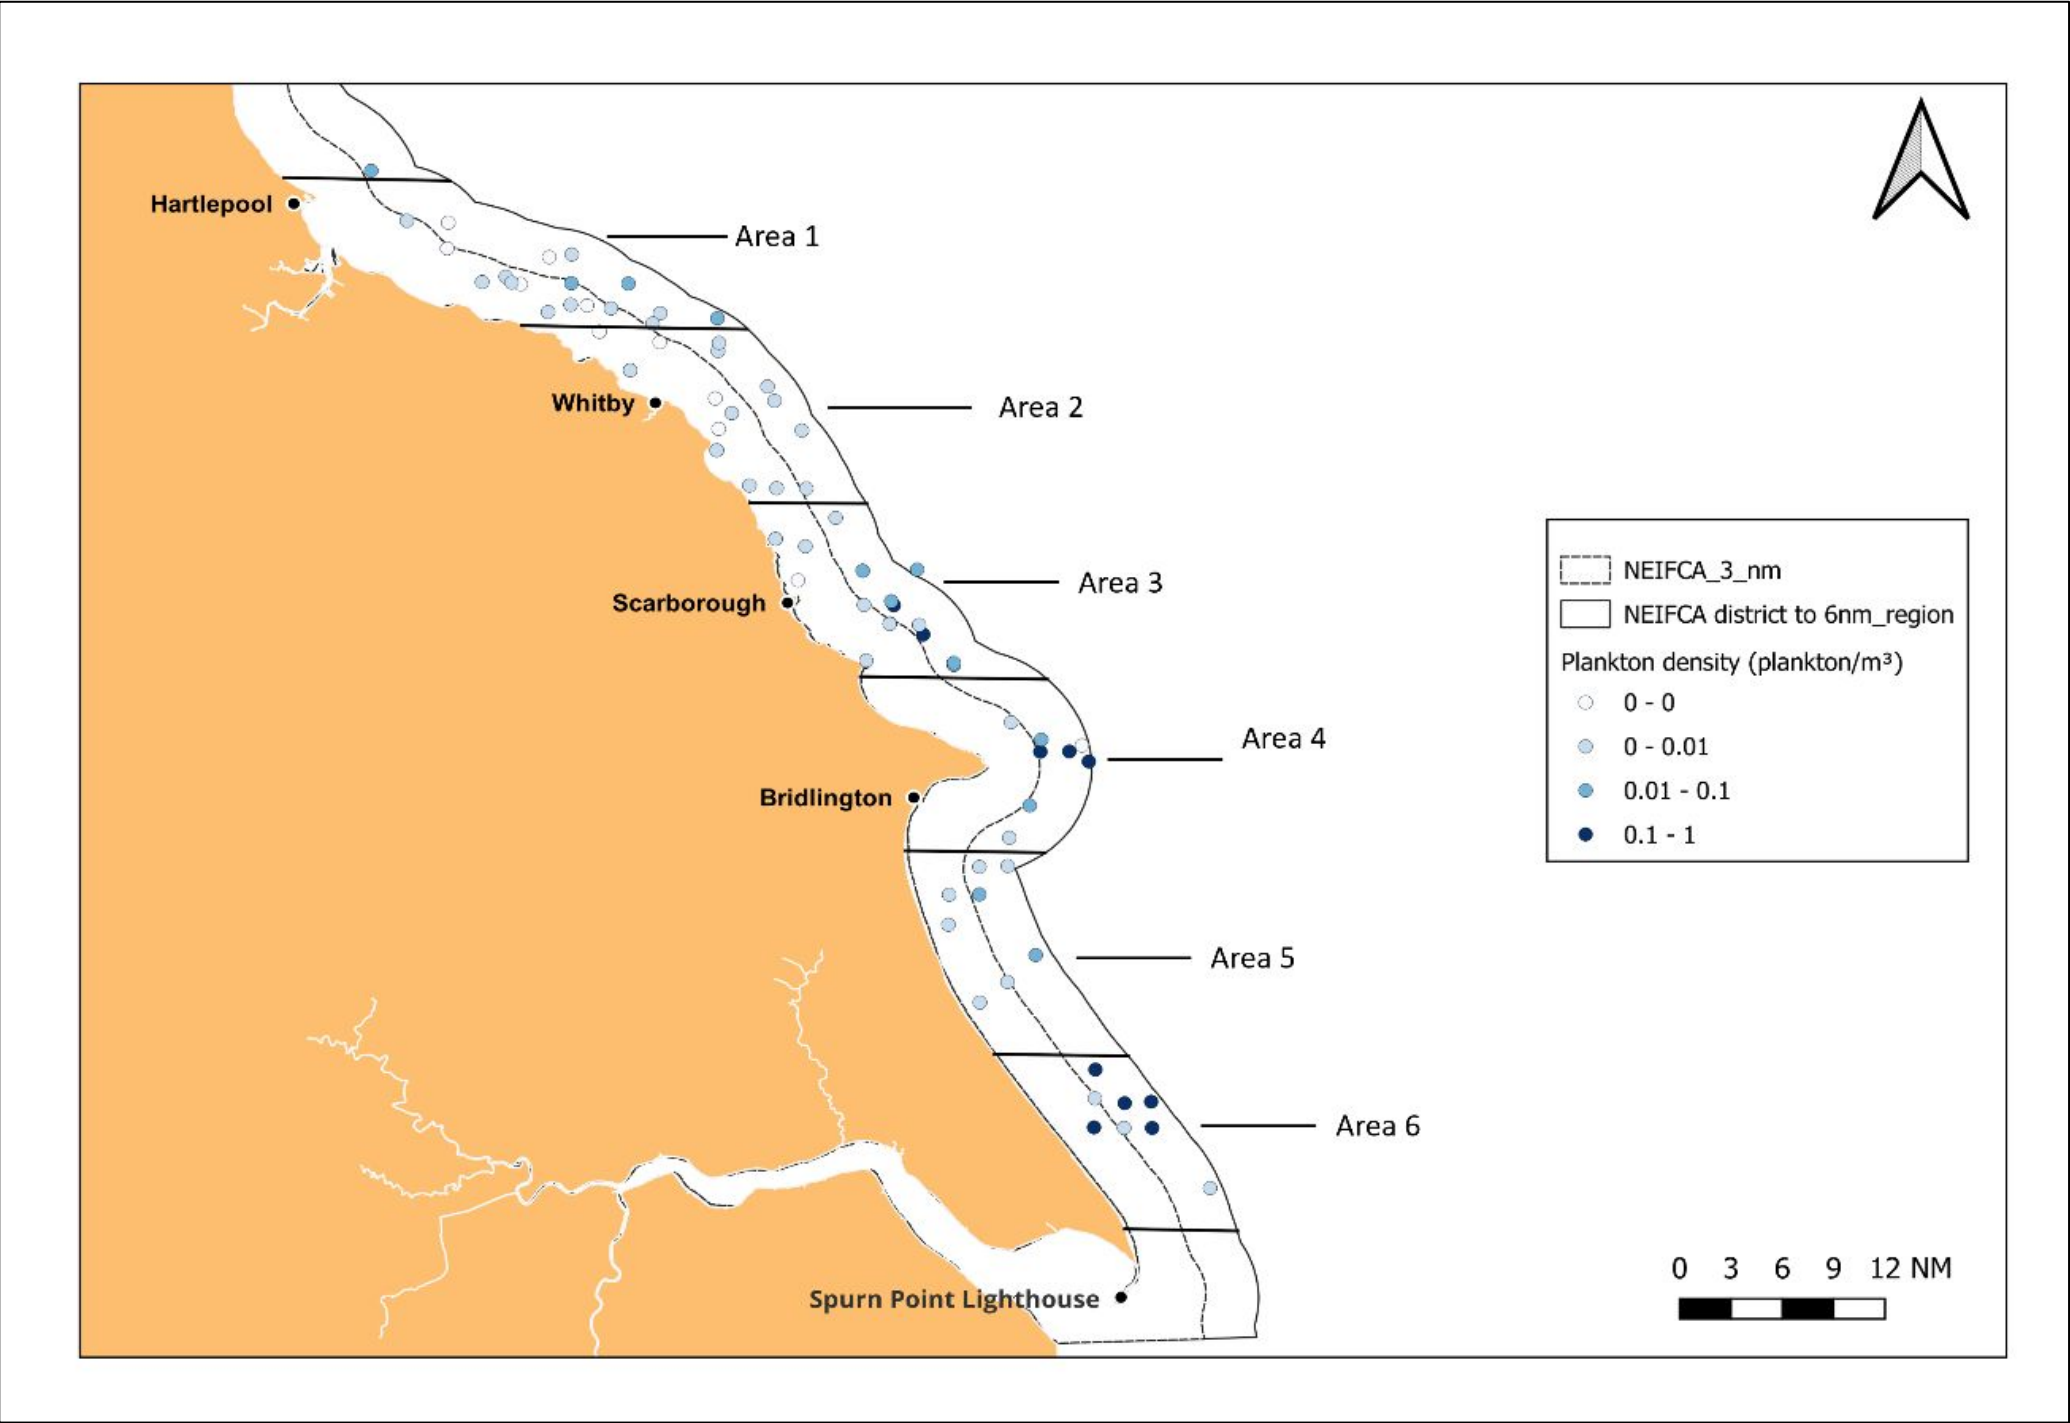 Hartlepool
Area 1
Whitby
Area 2
NEIFCA_3_nm
Area 3
Scarborough
NEIFCA district to 6nm_region
Plankton density (plankton/m³)
0 - 0
Area 4
0 - 0.01
Bridlington
0.01 - 0.1
0.1 - 1
Area 5
Area 6
0 3 6 9 12 NM
Spurn Point Lighthouse